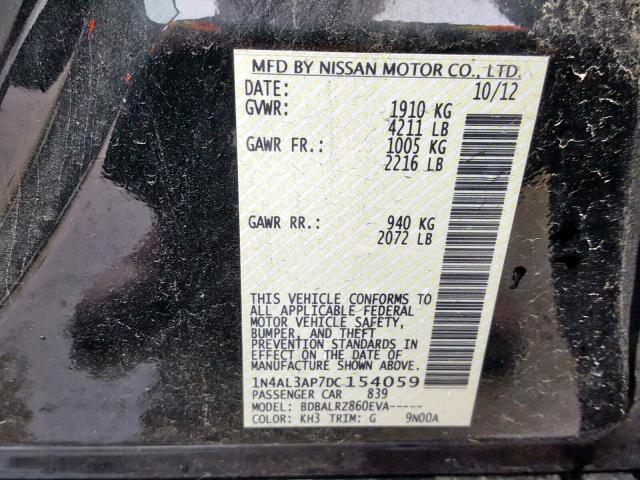 MFD BY NISSAN MOTOR CO., LTD.
DATE: 10/12
GVWR: 1910 KG
4211 LB
GAWR FR.: 1005 KG
2216 LB
GAWR RR.: 940 KG
2072 LB
THIS VEHICLE CONFORMS TO
ALL APPLICABLE FEDERAL
MOTOR VEHICLE SAFETY,
BUMPER, AND THEFT
PREVENTION STANDARDS IN
EFFECT ON THE DATE OF
MANUFACTURE SHOWN ABOVE.
1N4AL3AP7DC154059
PASSENGER CAR 839
MODEL: BDBALRZ860EVA-----
COLOR: KH3 TRIM: G 9N00A